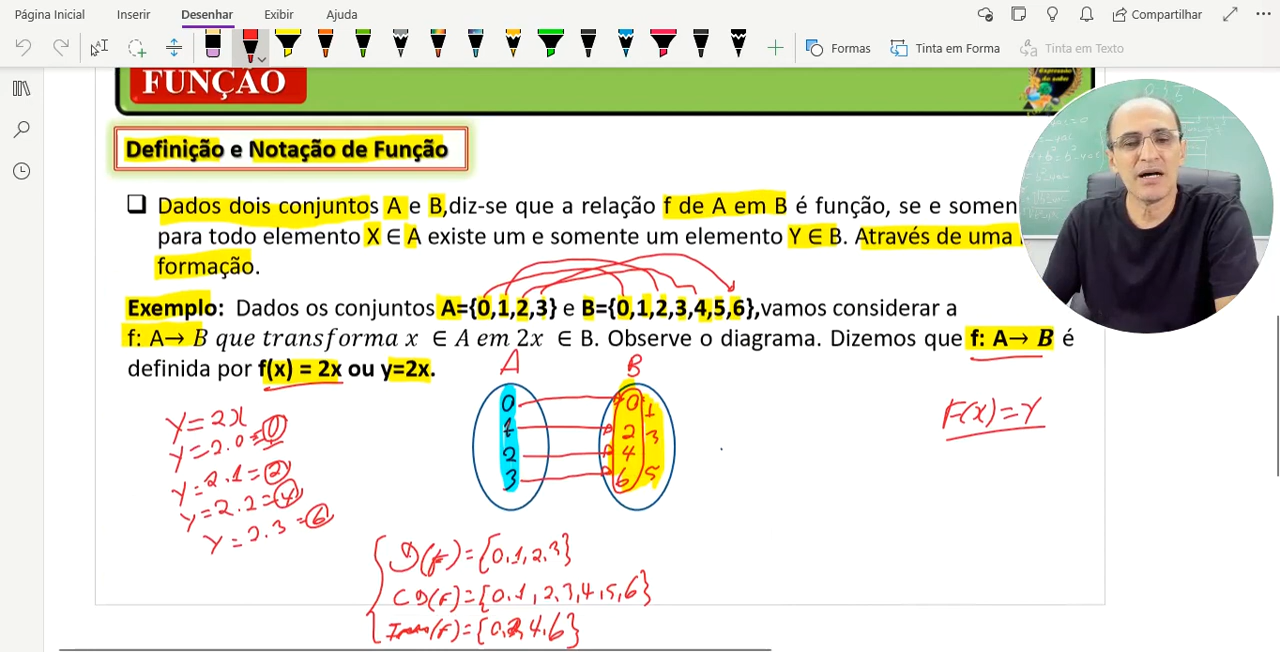 Página Inicial Inserir Desenhar Exibir Ajuda Compartilhar
Formas Tinta em Forma Tinta em Texto
FUNÇÃO
Definição e Notação de Função
Dados dois conjuntos A e B,diz-se que a relação f de A em B é função, se e somen
para todo elemento X ∈ A existe um e somente um elemento Y ∈ B. Através de uma
formação.
Exemplo: Dados os conjuntos A={0,1,2,3} e B={0,1,2,3,4,5,6},vamos considerar a
f: A→ B que transforma x ∈ A em 2x ∈ B. Observe o diagrama. Dizemos que f: A→ B é
definida por f(x) = 2x ou y=2x.
A B
0 0 1
1 2 3
2 4
3 6 5
F(x)=Y
Y=2x
Y=2.0=0
Y=2.1=2
Y=2.2=4
Y=2.3=6
D(F)={0,1,2,3}
CD(F)={0,1,2,3,4,5,6}
(F)={0,2,4,6}